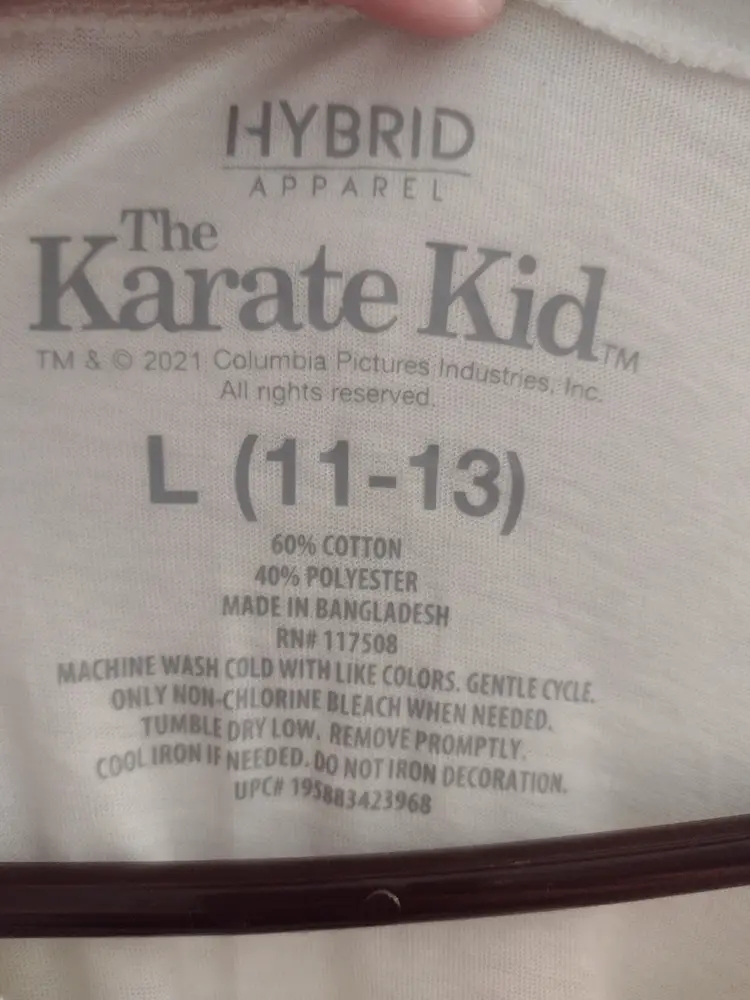 HYBRID
APPAREL
The
Karate Kid™
TM & © 2021 Columbia Pictures Industries, Inc.
All rights reserved.
L (11-13)
60% COTTON
40% POLYESTER
MADE IN BANGLADESH
RN# 117508
MACHINE WASH COLD WITH LIKE COLORS. GENTLE CYCLE.
ONLY NON-CHLORINE BLEACH WHEN NEEDED.
TUMBLE DRY LOW. REMOVE PROMPTLY.
COOL IRON IF NEEDED. DO NOT IRON DECORATION.
UPC# 195883423968